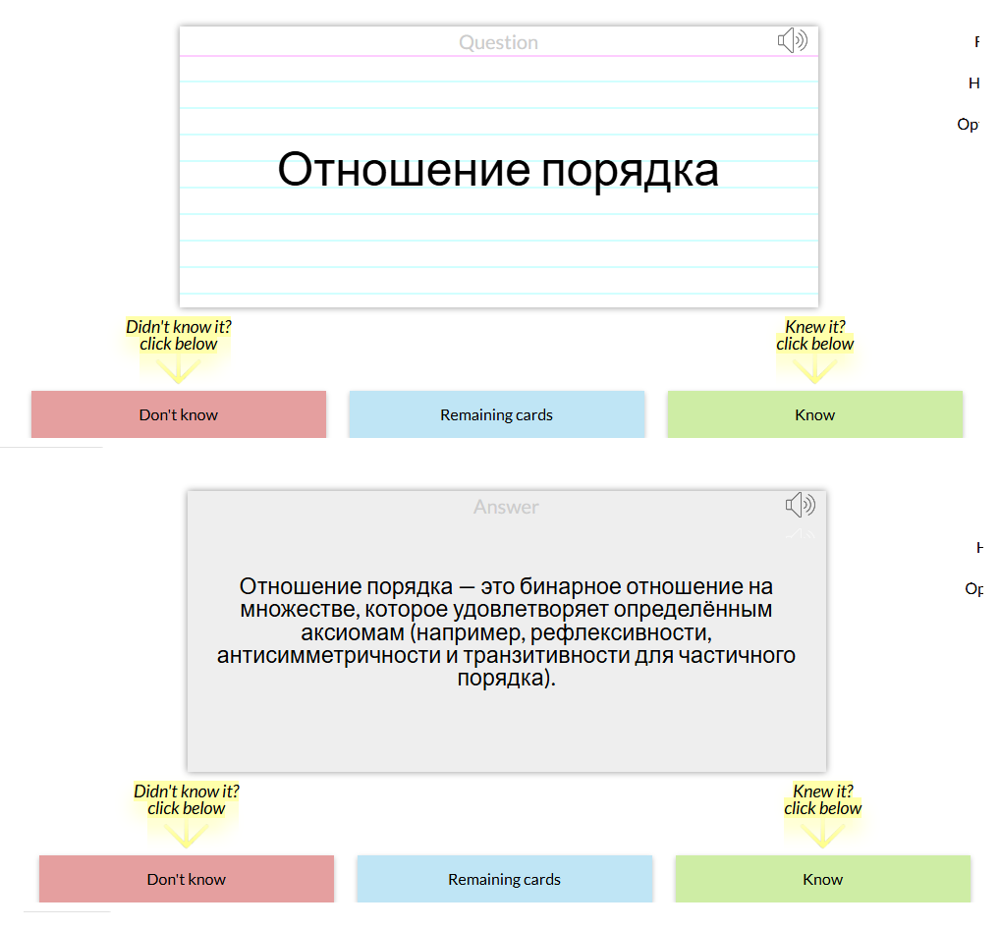 Question
Отношение порядка
Didn't know it?
click below
Knew it?
click below
Don't know
Remaining cards
Know
Answer
Отношение порядка — это бинарное отношение на
множестве, которое удовлетворяет определённым
аксиомам (например, рефлексивности,
антисимметричности и транзитивности для частичного
порядка).
Didn't know it?
click below
Knew it?
click below
Don't know
Remaining cards
Know